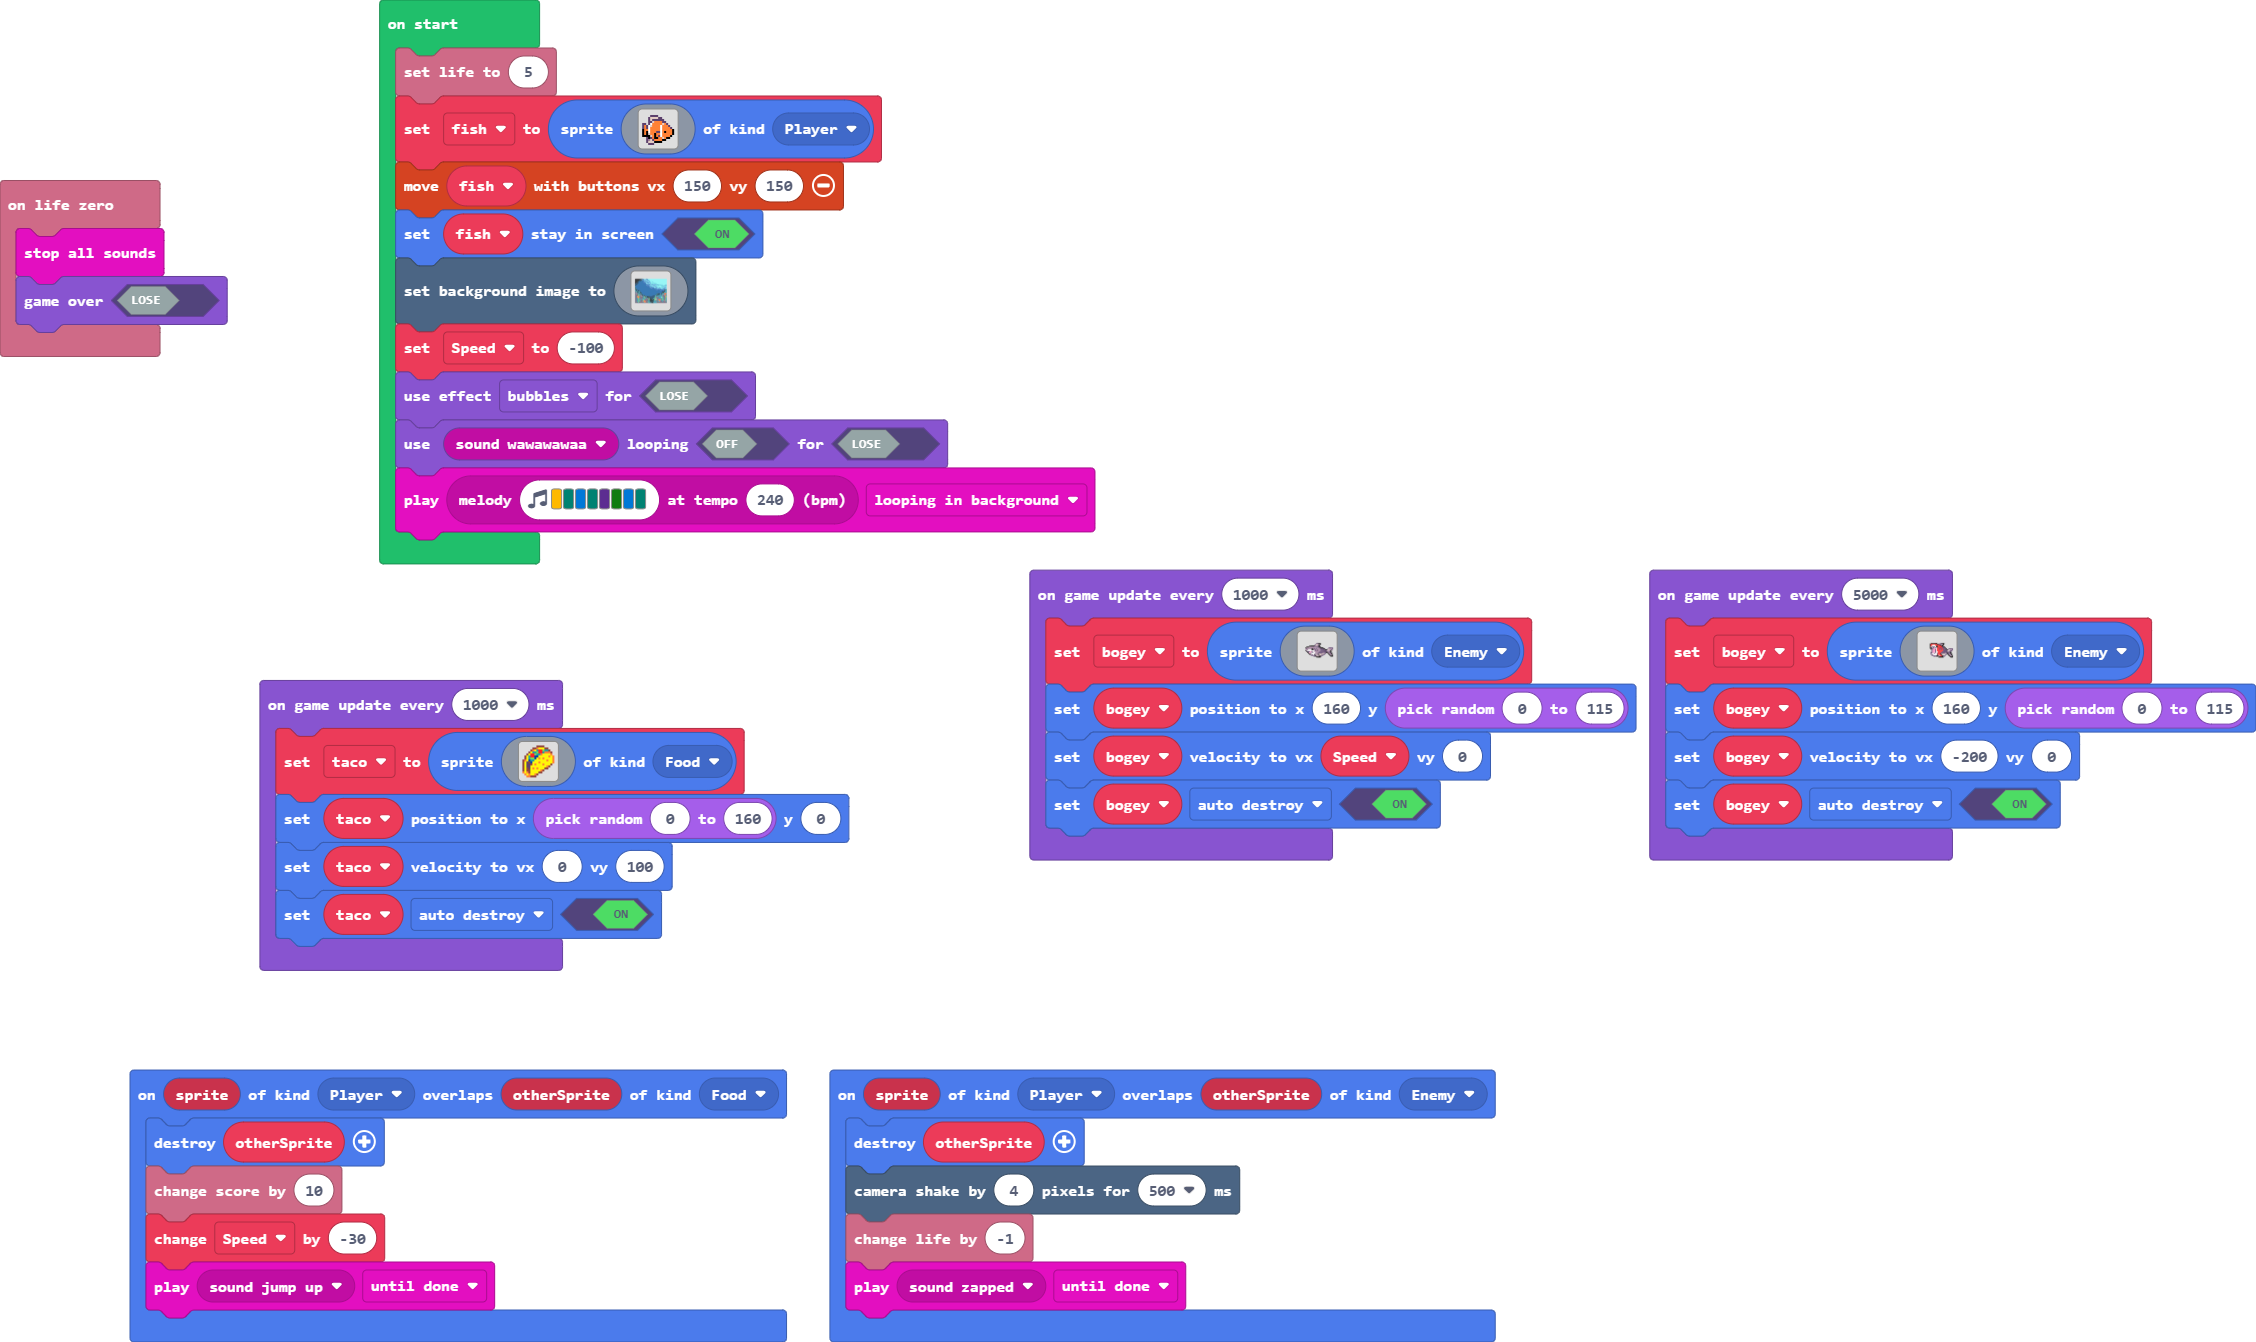 on start
set life to 5
set fish to sprite of kind Player
move fish with buttons vx 150 vy 150
set fish stay in screen ON
set background image to
set Speed to -100
use effect bubbles for LOSE
use sound wawawawaa looping OFF for LOSE
play melody at tempo 240 (bpm) looping in background
on life zero
stop all sounds
game over LOSE
on game update every 1000 ms
set taco to sprite of kind Food
set taco position to x pick random 0 to 160 y 0
set taco velocity to vx 0 vy 100
set taco auto destroy ON
on game update every 1000 ms
set bogey to sprite of kind Enemy
set bogey position to x 160 y pick random 0 to 115
set bogey velocity to vx Speed vy 0
set bogey auto destroy ON
on game update every 5000 ms
set bogey to sprite of kind Enemy
set bogey position to x 160 y pick random 0 to 115
set bogey velocity to vx -200 vy 0
set bogey auto destroy ON
on sprite of kind Player overlaps otherSprite of kind Food
destroy otherSprite
change score by 10
change Speed by -30
play sound jump up until done
on sprite of kind Player overlaps otherSprite of kind Enemy
destroy otherSprite
camera shake by 4 pixels for 500 ms
change life by -1
play sound zapped until done